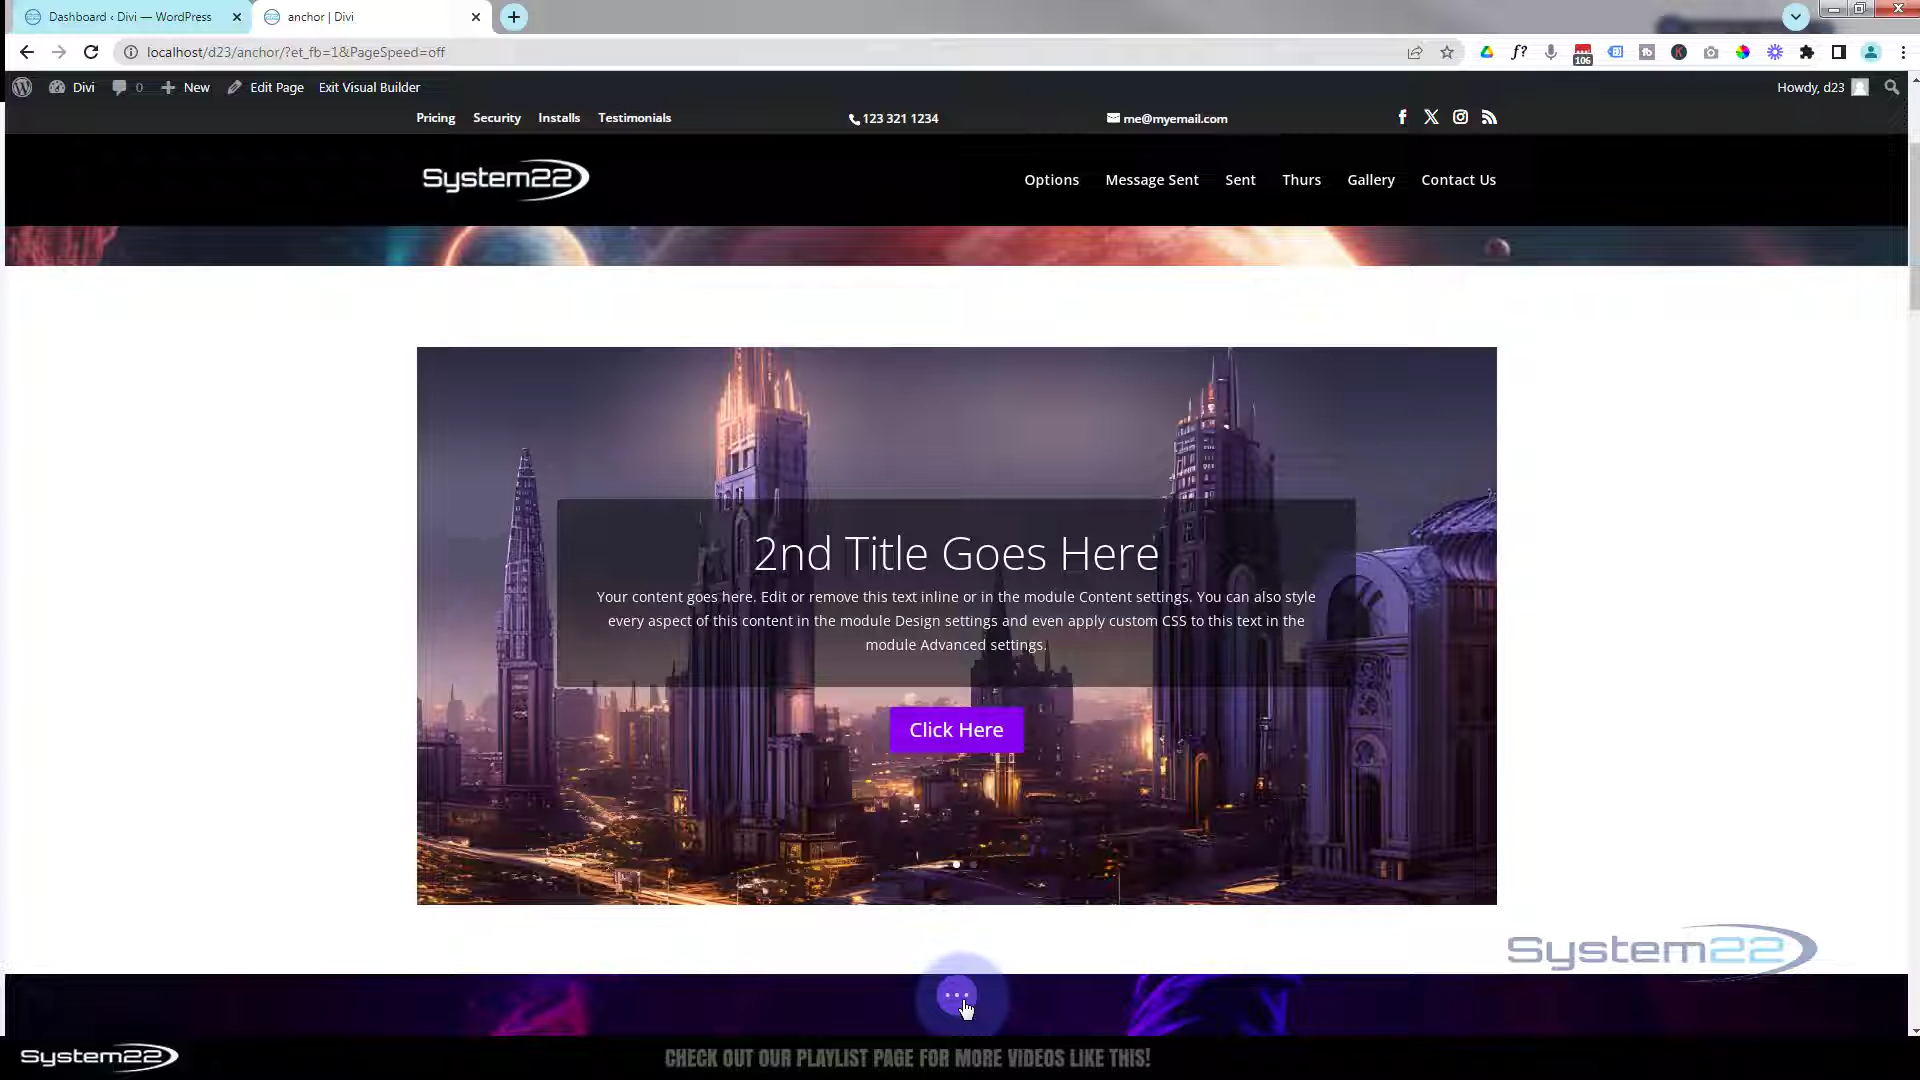 Dashboard ‹ Divi — WordPress
anchor | Divi
localhost/d23/anchor/?et_fb=1&PageSpeed=off
f?
106
Divi
0
New
Edit Page
Exit Visual Builder
Howdy, d23
Pricing
Security
Installs
Testimonials
123 321 1234
me@myemail.com
System22
Options
Message Sent
Sent
Thurs
Gallery
Contact Us
2nd Title Goes Here
Your content goes here. Edit or remove this text inline or in the module Content settings. You can also style
every aspect of this content in the module Design settings and even apply custom CSS to this text in the
module Advanced settings.
Click Here
System22
System22
CHECK OUT OUR PLAYLIST PAGE FOR MORE VIDEOS LIKE THIS!